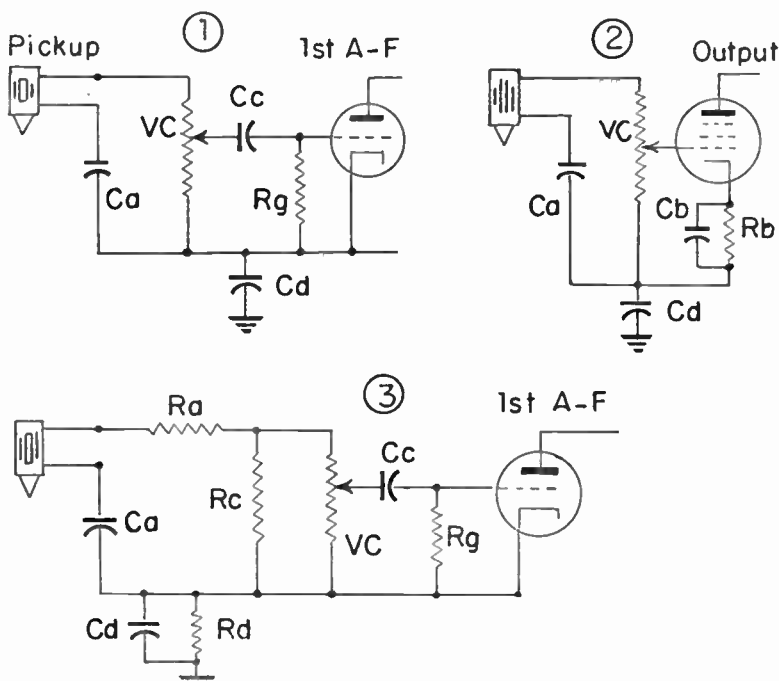 1
Pickup
1st A-F
Cc
VC
Ca
Rg
Cd
2
Output
VC
Ca
Cb
Rb
Cd
3
1st A-F
Ra
Cc
Ca
Rc
VC
Rg
Cd
Rd